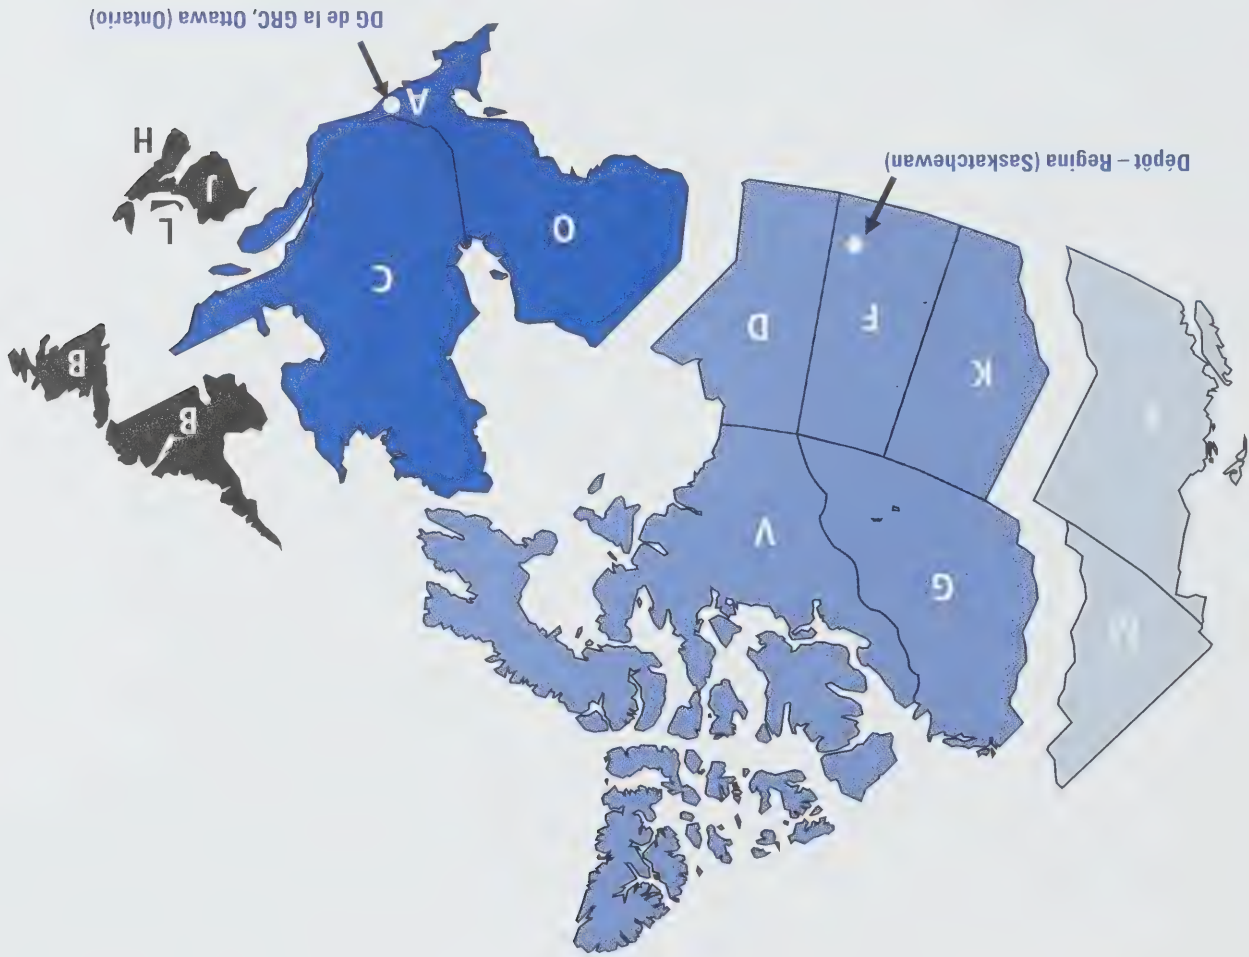 M
G
V
B
K
B
D
F
C
L
O
J
Dépôt – Regina (Saskatchewan)
H
A
DG de la GRC, Ottawa (Ontario)